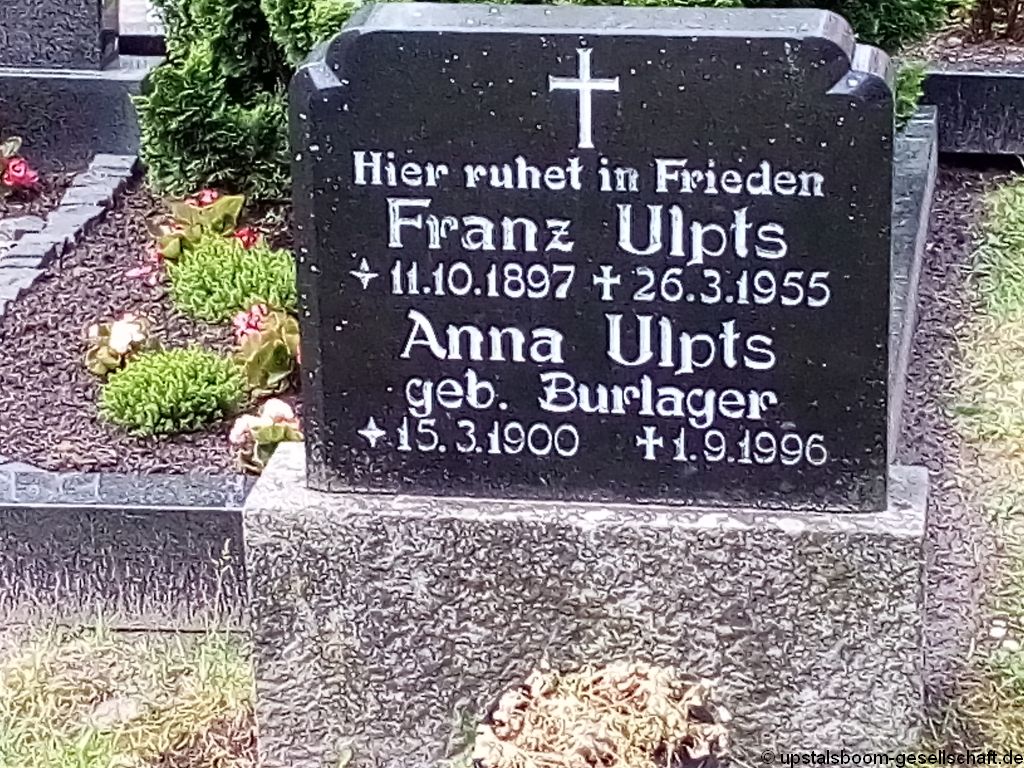 Hier ruhet in Frieden
Franz Ulpts
✦ 11.10.1897 ✝ 26.3.1955
Anna Ulpts
geb. Burlager
✦ 15.3.1900 ✝ 1.9.1996
© upstalsboom-gesellschaft.de